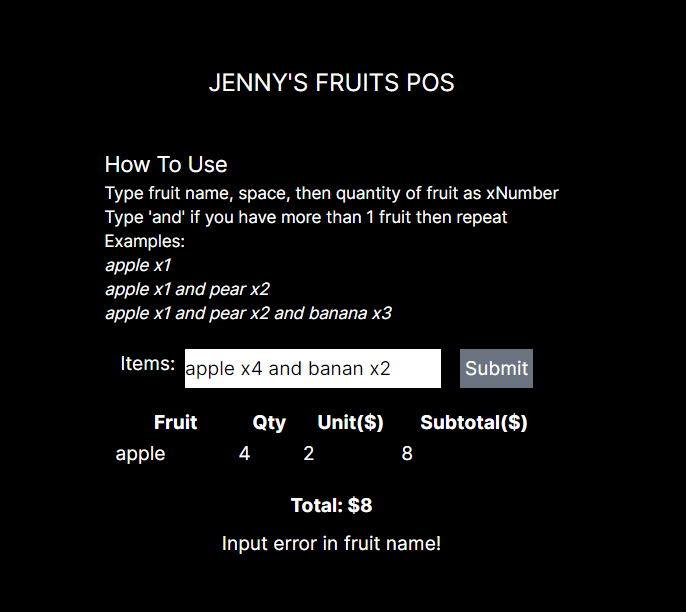 JENNY'S FRUITS POS
How To Use
Type fruit name, space, then quantity of fruit as xNumber
Type 'and' if you have more than 1 fruit then repeat
Examples:
apple x1
apple x1 and pear x2
apple x1 and pear x2 and banana x3
Items: apple x4 and banan x2 Submit
Fruit Qty Unit($) Subtotal($)
apple 4 2 8
Total: $8
Input error in fruit name!